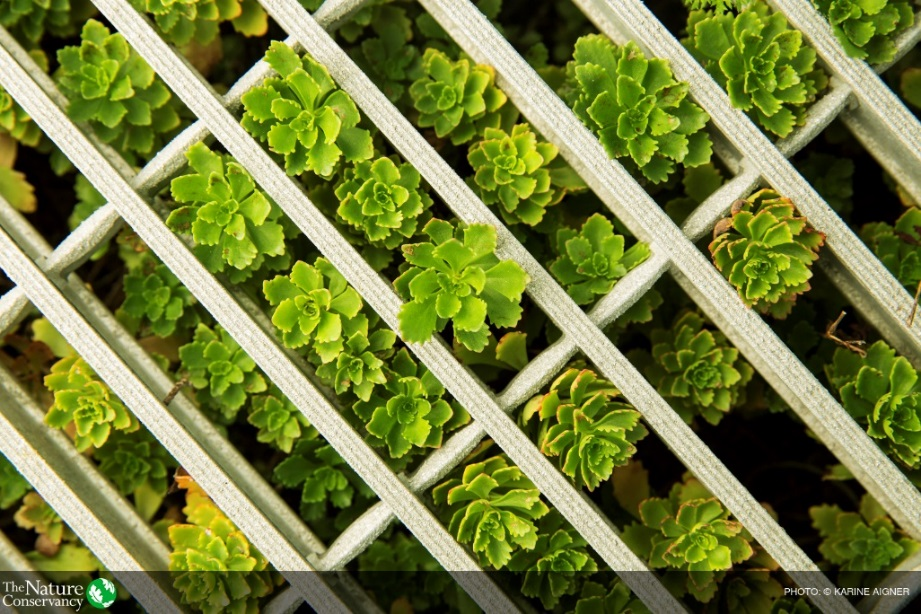 The Nature
Conservancy
PHOTO: © KARINE AIGNER